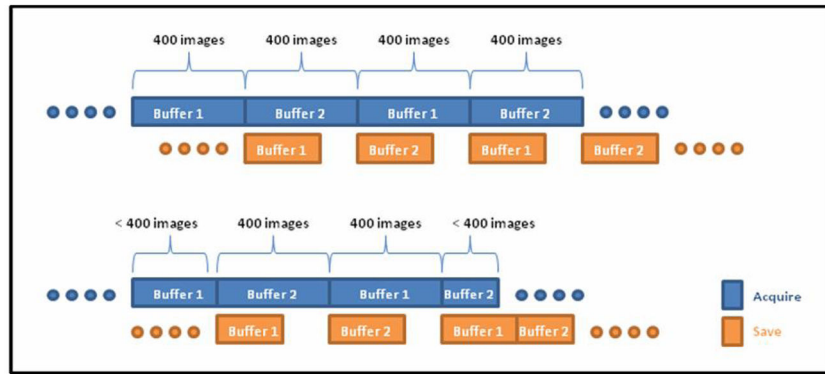 400 images 400 images 400 images 400 images
Buffer 1 Buffer 2 Buffer 1 Buffer 2
Buffer 1 Buffer 2 Buffer 1 Buffer 2
< 400 images 400 images 400 images < 400 images
Buffer 1 Buffer 2 Buffer 1 Buffer 2 Acquire
Buffer 1 Buffer 2 Buffer 1 Buffer 2 Save